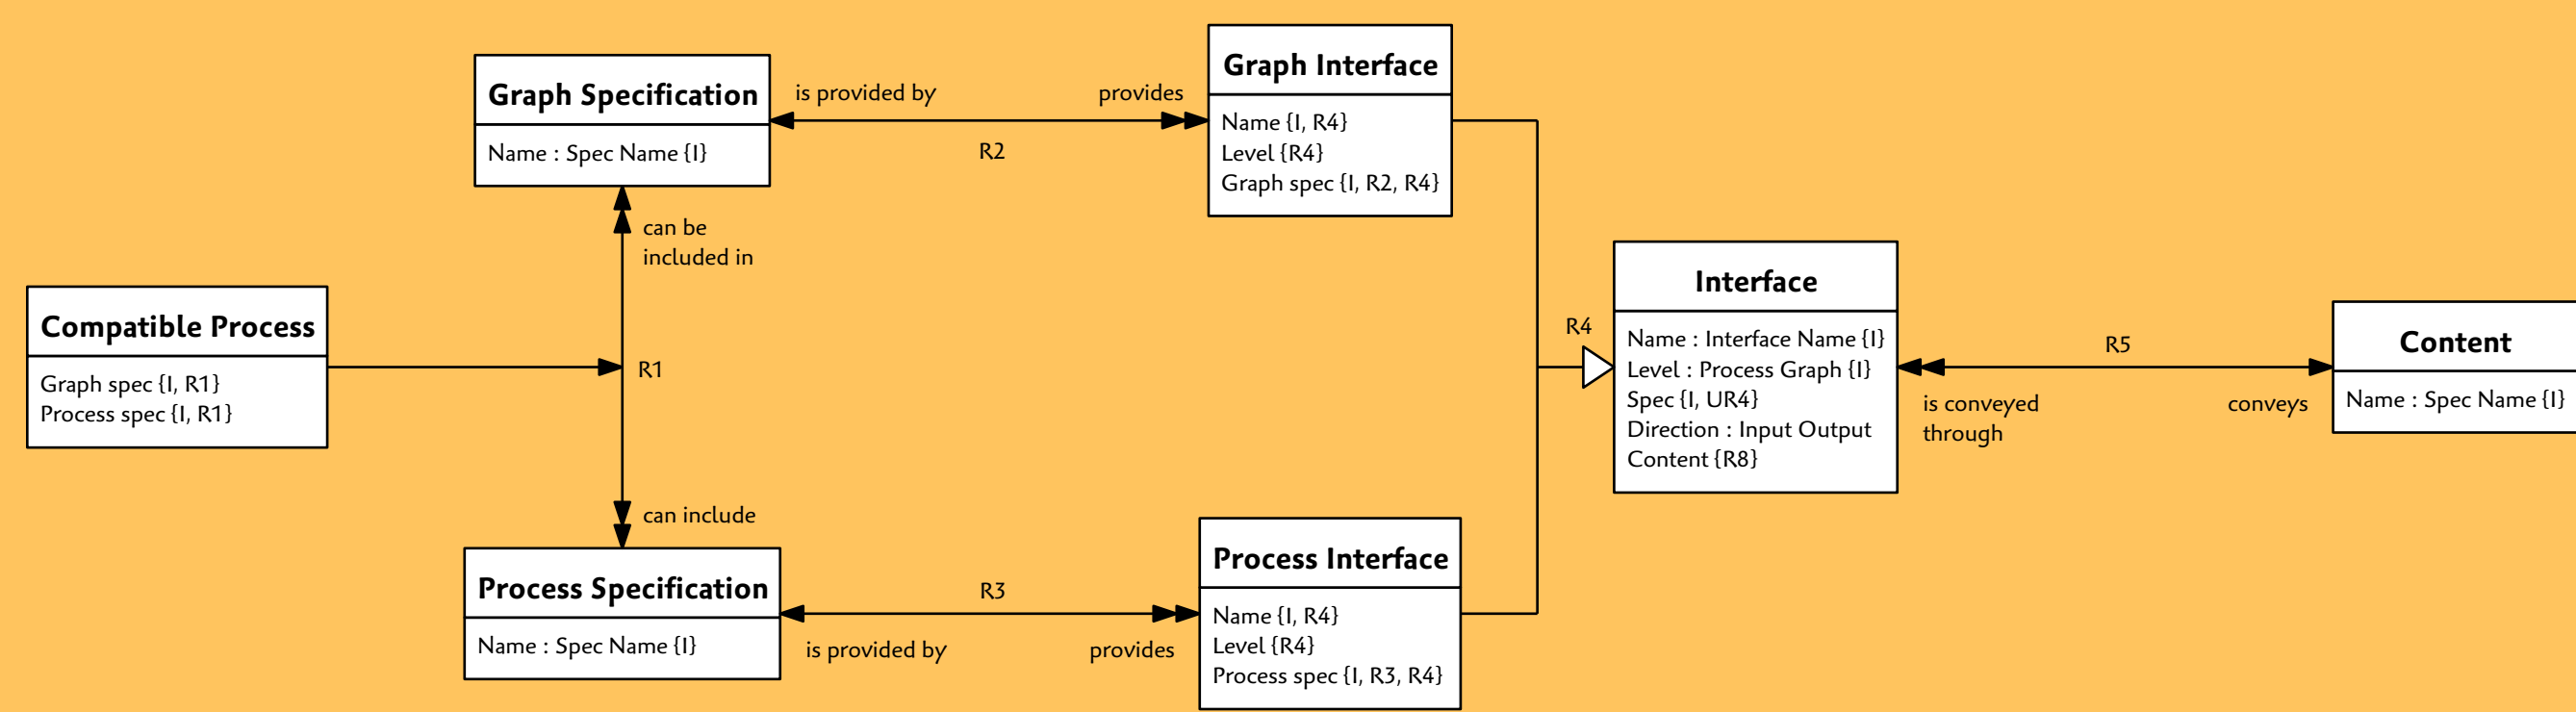 Graph Specification
Name : Spec Name {I}
is provided by
provides
R2
Graph Interface
Name {I, R4}
Level {R4}
Graph spec {I, R2, R4}
can be
included in
Compatible Process
Graph spec {I, R1}
Process spec {I, R1}
R1
can include
Process Specification
Name : Spec Name {I}
R3
is provided by
provides
Process Interface
Name {I, R4}
Level {R4}
Process spec {I, R3, R4}
R4
Interface
Name : Interface Name {I}
Level : Process Graph {I}
Spec {I, UR4}
Direction : Input Output
Content {R8}
R5
is conveyed
through
conveys
Content
Name : Spec Name {I}